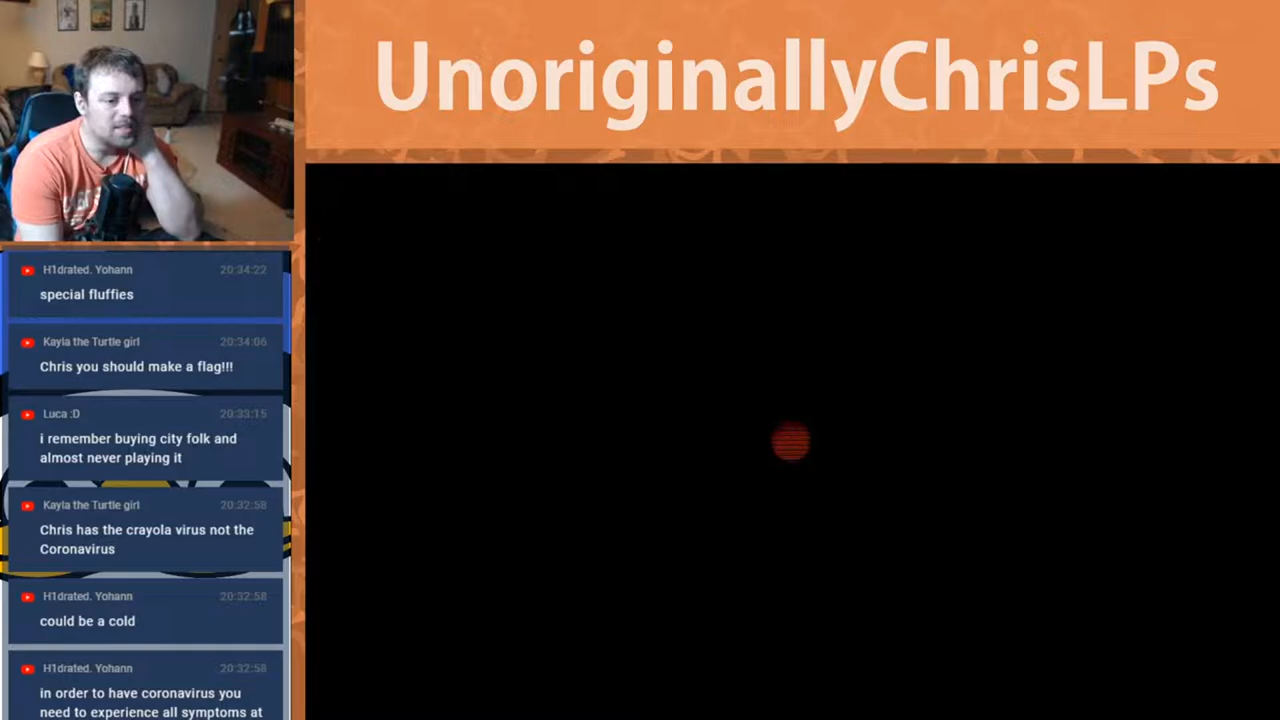 UnoriginallyChrisLPs
H1drated. Yohann 20:34:22
special fluffies
Kayla the Turtle girl 20:34:06
Chris you should make a flag!!!
Luca :D 20:33:15
i remember buying city folk and
almost never playing it
Kayla the Turtle girl 20:32:58
Chris has the crayola virus not the
Coronavirus
H1drated. Yohann 20:32:58
could be a cold
H1drated. Yohann 20:32:58
in order to have coronavirus you
need to experience all symptoms at